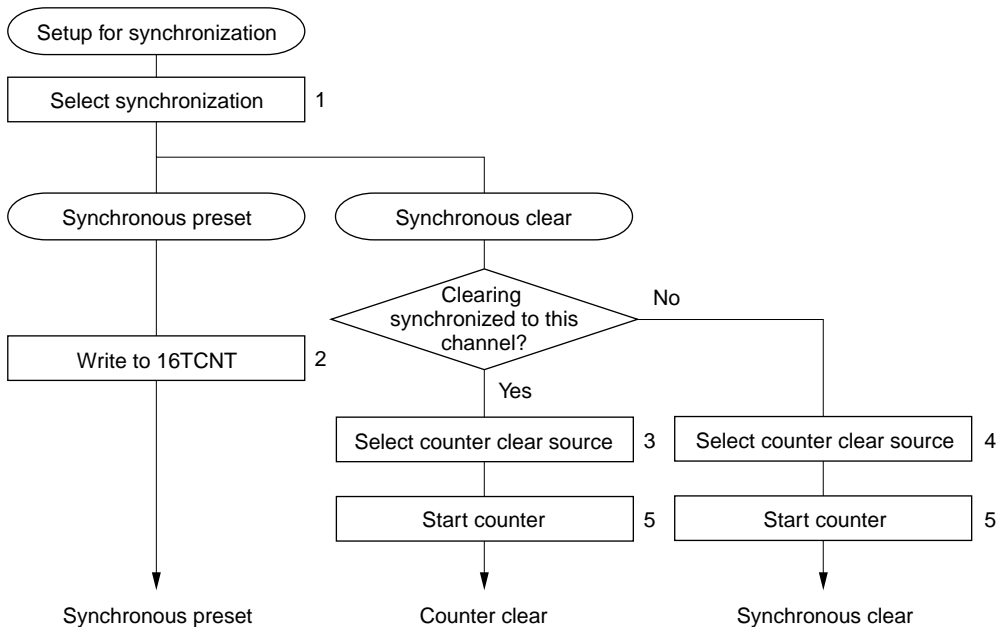 Setup for synchronization
Select synchronization 1
Synchronous preset
Synchronous clear
Clearing
synchronized to this
channel?
No
Write to 16TCNT 2
Yes
Select counter clear source 3
Select counter clear source 4
Start counter 5
Start counter 5
Synchronous preset
Counter clear
Synchronous clear